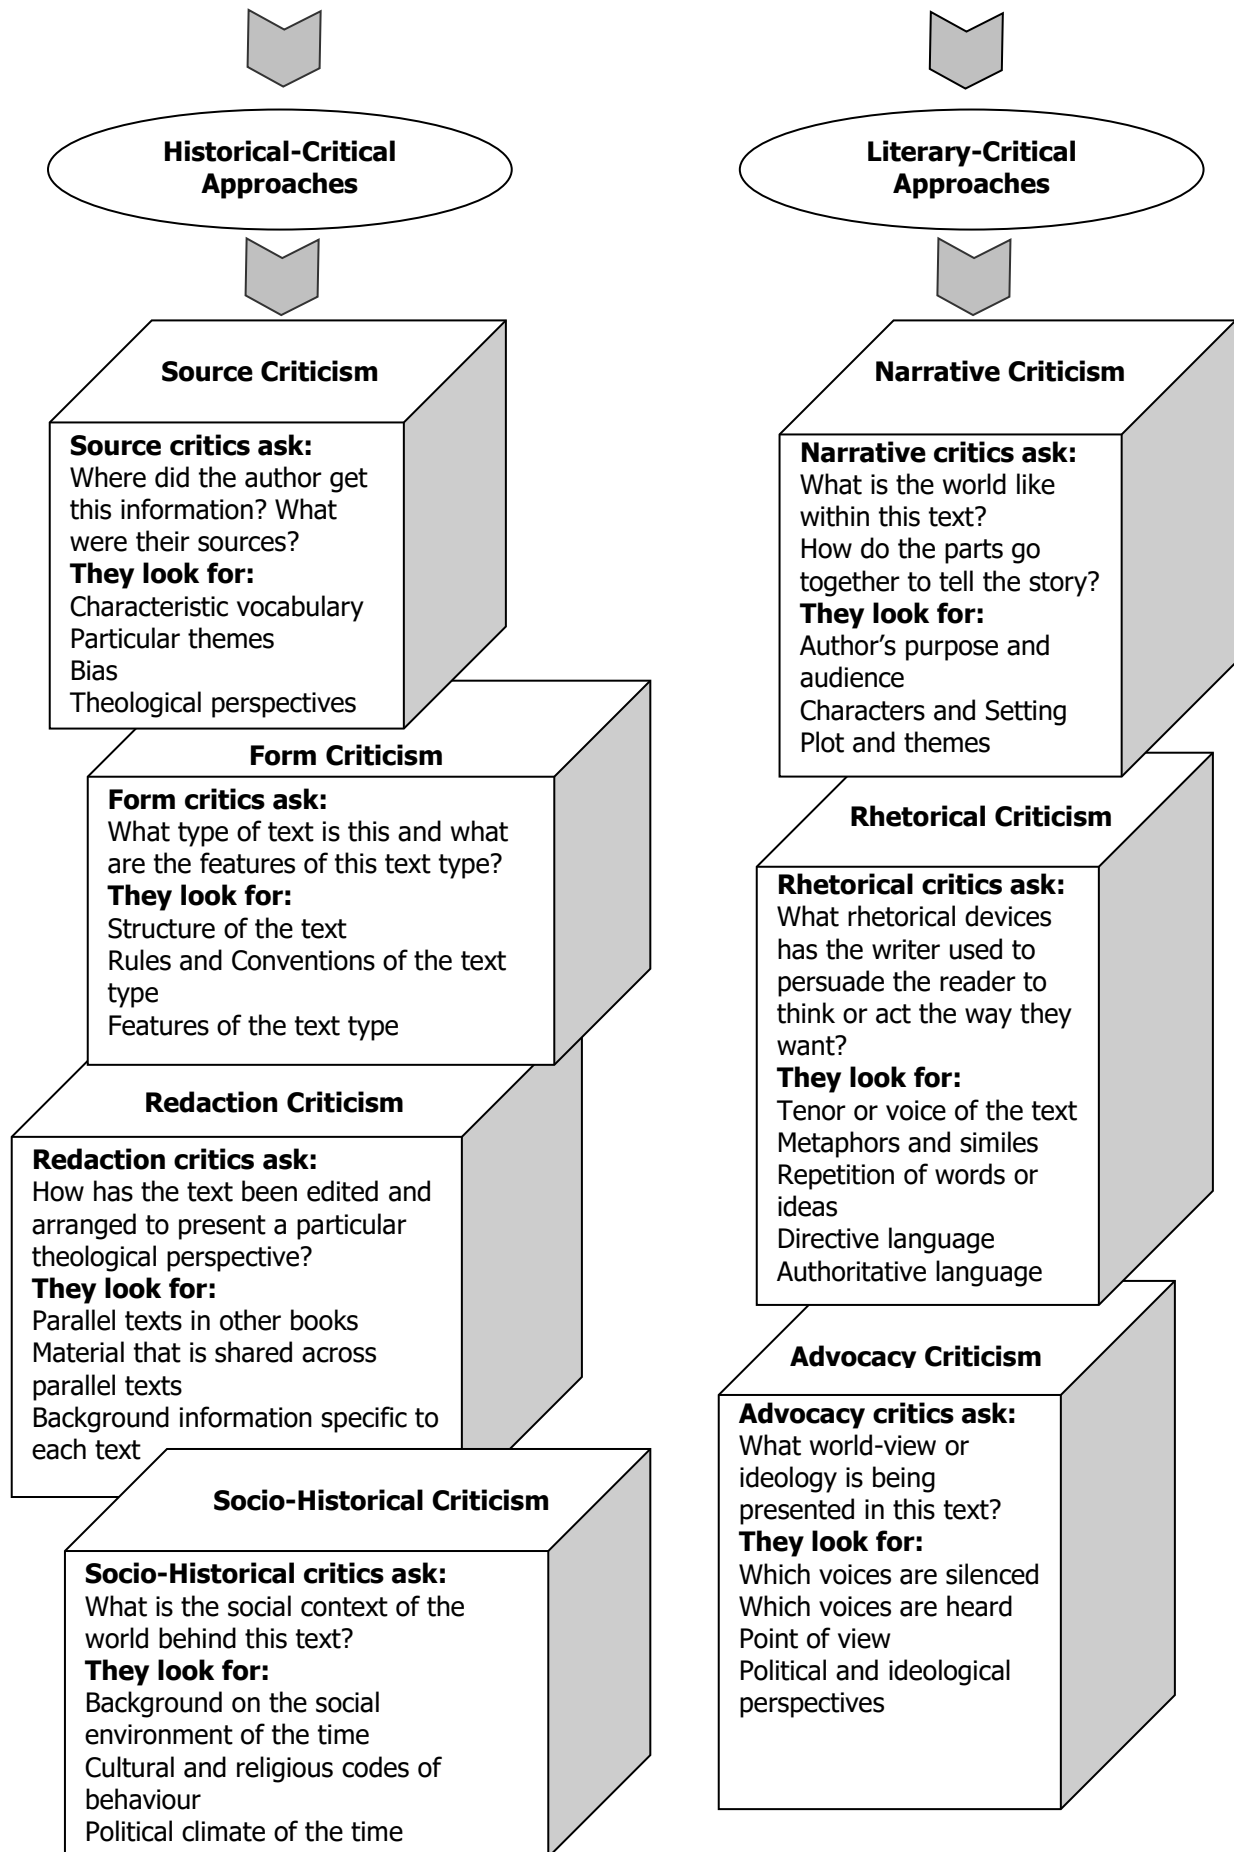 Historical-Critical
Approaches
Source Criticism
Source critics ask:
Where did the author get
this information? What
were their sources?
They look for:
Characteristic vocabulary
Particular themes
Bias
Theological perspectives
Form Criticism
Form critics ask:
What type of text is this and what
are the features of this text type?
They look for:
Structure of the text
Rules and Conventions of the text
type
Features of the text type
Redaction Criticism
Redaction critics ask:
How has the text been edited and
arranged to present a particular
theological perspective?
They look for:
Parallel texts in other books
Material that is shared across
parallel texts
Background information specific to
each text
Socio-Historical Criticism
Socio-Historical critics ask:
What is the social context of the
world behind this text?
They look for:
Background on the social
environment of the time
Cultural and religious codes of
behaviour
Political climate of the time
Literary-Critical
Approaches
Narrative Criticism
Narrative critics ask:
What is the world like
within this text?
How do the parts go
together to tell the story?
They look for:
Author’s purpose and
audience
Characters and Setting
Plot and themes
Rhetorical Criticism
Rhetorical critics ask:
What rhetorical devices
has the writer used to
persuade the reader to
think or act the way they
want?
They look for:
Tenor or voice of the text
Metaphors and similes
Repetition of words or
ideas
Directive language
Authoritative language
Advocacy Criticism
Advocacy critics ask:
What world-view or
ideology is being
presented in this text?
They look for:
Which voices are silenced
Which voices are heard
Point of view
Political and ideological
perspectives